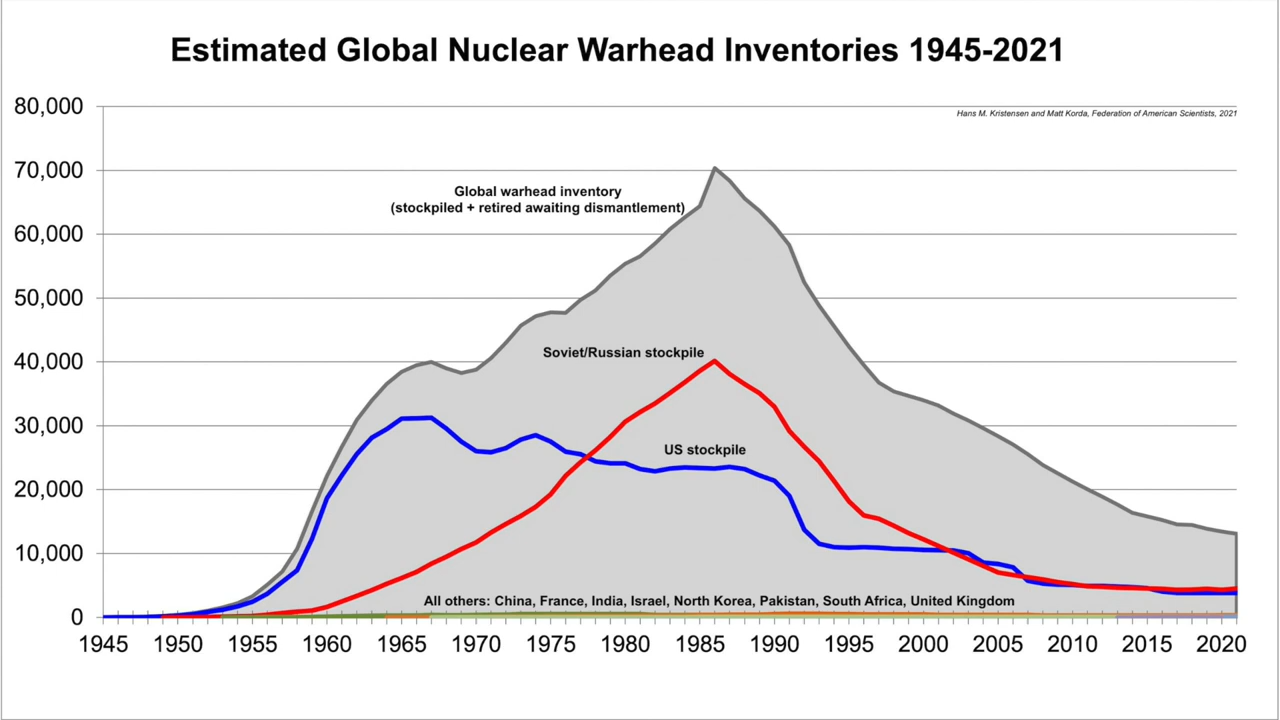 Estimated Global Nuclear Warhead Inventories 1945-2021
80,000
Hans M. Kristensen and Matt Korda, Federation of American Scientists, 2021
70,000
Global warhead inventory
(stockpiled + retired awaiting dismantlement)
60,000
50,000
Soviet/Russian stockpile
40,000
30,000
US stockpile
20,000
10,000
All others: China, France, India, Israel, North Korea, Pakistan, South Africa, United Kingdom
0
1945 1950 1955 1960 1965 1970 1975 1980 1985 1990 1995 2000 2005 2010 2015 2020